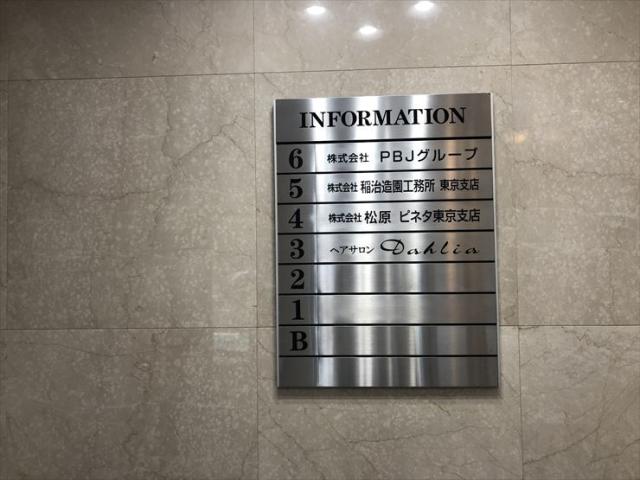 INFORMATION
6 株式会社 PBJグループ
5 株式会社 稲治造園工務所 東京支店
4 株式会社 松原 ピネタ東京支店
3 ヘアサロン Dahlia
2
1
B